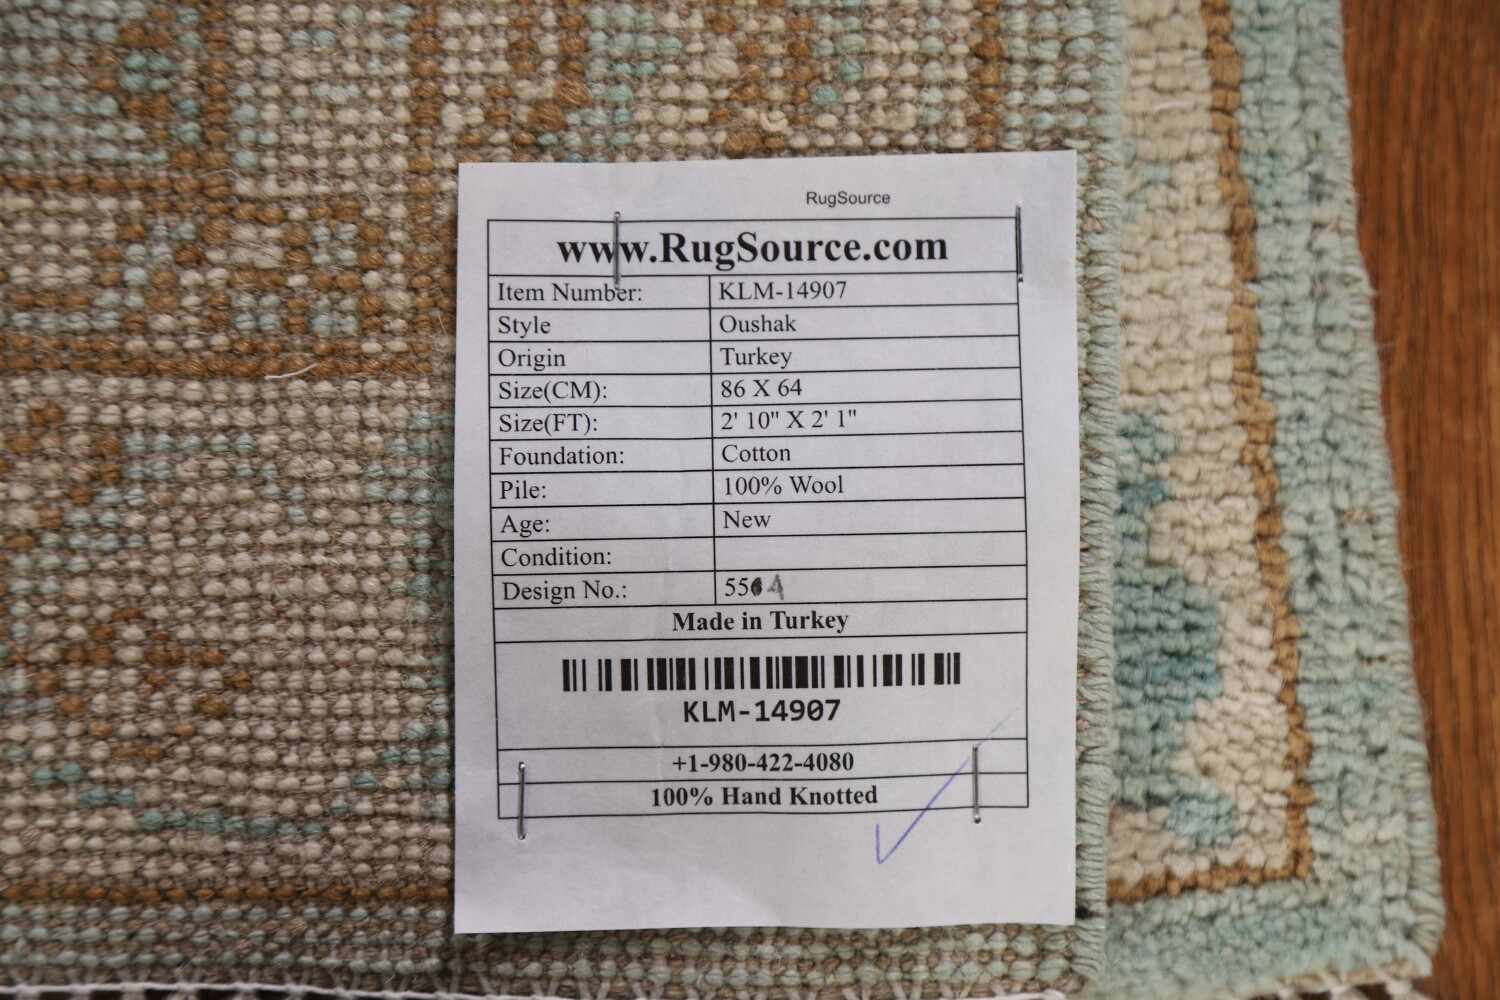 RugSource
www.RugSource.com
Item Number: KLM-14907
Style Oushak
Origin Turkey
Size(CM): 86 X 64
Size(FT): 2' 10" X 2' 1"
Foundation: Cotton
Pile: 100% Wool
Age: New
Condition:
Design No.:
Made in Turkey
KLM-14907
+1-980-422-4080
100% Hand Knotted